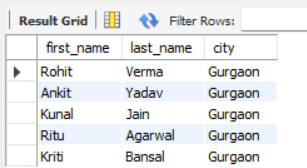 Result Grid Filter Rows:
first_name last_name city
Rohit Verma Gurgaon
Ankit Yadav Gurgaon
Kunal Jain Gurgaon
Ritu Agarwal Gurgaon
Kriti Bansal Gurgaon